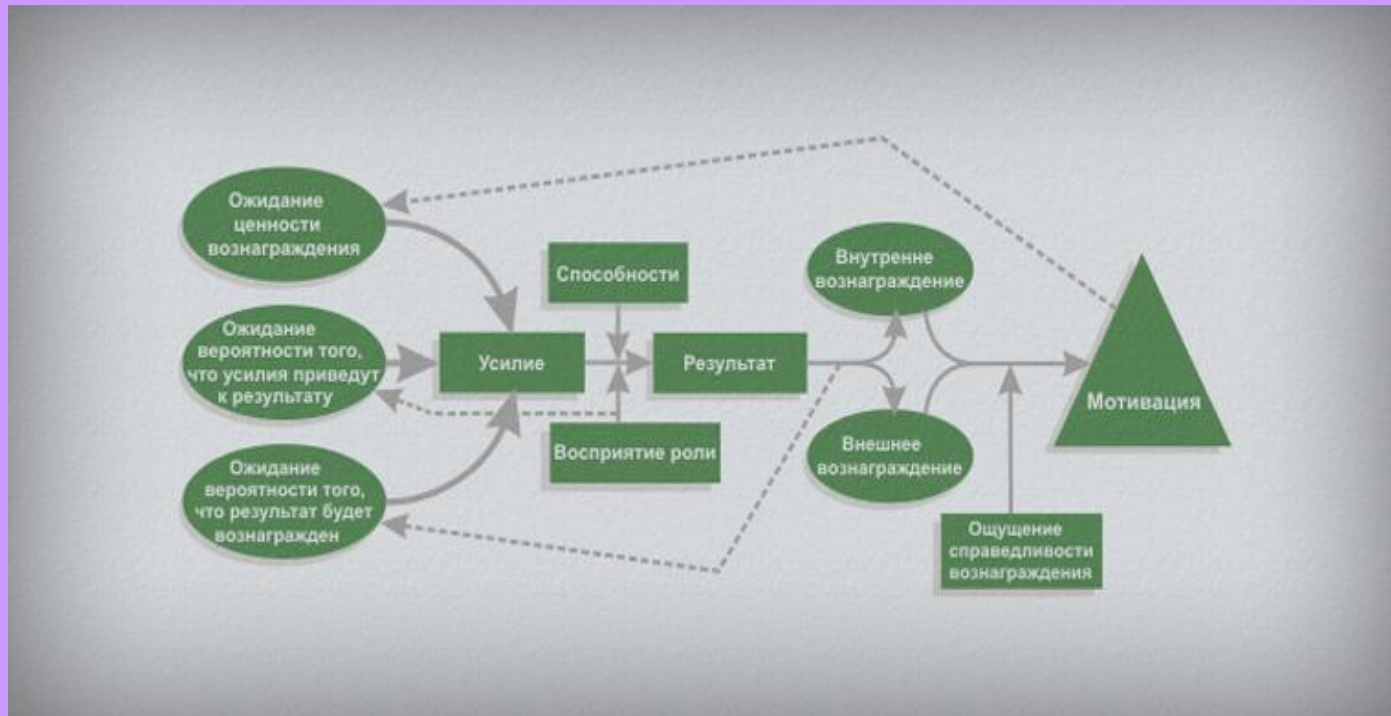 Ожидание
ценности
вознаграждения
Ожидание
вероятности того,
что усилия приведут
к результату
Ожидание
вероятности того,
что результат будет
вознагражден
Усилие
Способности
Восприятие роли
Результат
Внутренне
вознаграждение
Внешнее
вознаграждение
Ощущение
справедливости
вознаграждения
Мотивация